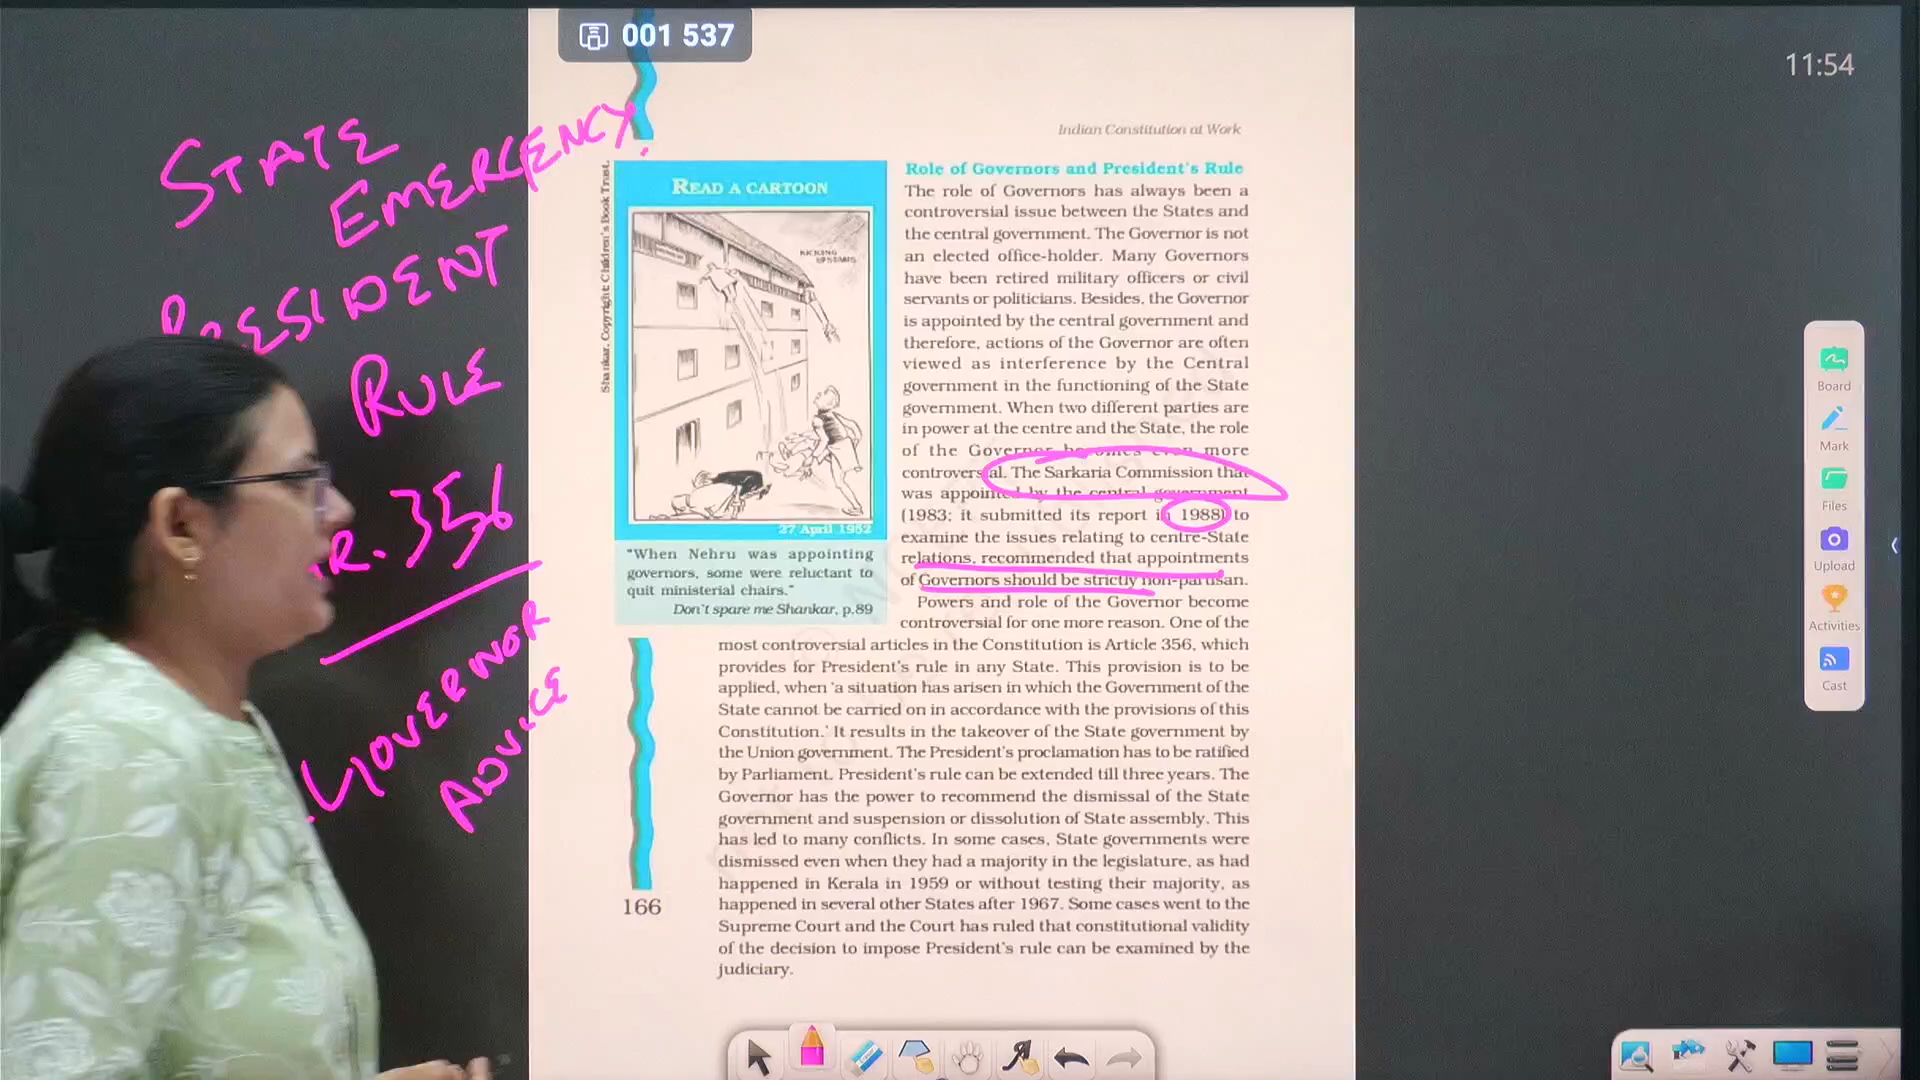 001 537
11:54
STATE
EMERGENCY.
PRESIDENT
RULE
AR. 356
GOVERNOR
ADVICE
Indian Constitution at Work
Shankar. Copyright: Children's Book Trust.
READ A CARTOON
KICKING
UPSTAIRS
27 April 1952
"When Nehru was appointing
governors, some were reluctant to
quit ministerial chairs."
Don't spare me Shankar, p.89
Role of Governors and President's Rule
The role of Governors has always been a
controversial issue between the States and
the central government. The Governor is not
an elected office-holder. Many Governors
have been retired military officers or civil
servants or politicians. Besides, the Governor
is appointed by the central government and
therefore, actions of the Governor are often
viewed as interference by the Central
government in the functioning of the State
government. When two different parties are
in power at the centre and the State, the role
of the Governor becomes even more
controversial. The Sarkaria Commission that
was appointed by the central government
(1983; it submitted its report in 1988) to
examine the issues relating to centre-State
relations, recommended that appointments
of Governors should be strictly non-partisan.
Powers and role of the Governor become
controversial for one more reason. One of the
most controversial articles in the Constitution is Article 356, which
provides for President's rule in any State. This provision is to be
applied, when 'a situation has arisen in which the Government of the
State cannot be carried on in accordance with the provisions of this
Constitution.' It results in the takeover of the State government by
the Union government. The President's proclamation has to be ratified
by Parliament. President's rule can be extended till three years. The
Governor has the power to recommend the dismissal of the State
government and suspension or dissolution of State assembly. This
has led to many conflicts. In some cases, State governments were
dismissed even when they had a majority in the legislature, as had
happened in Kerala in 1959 or without testing their majority, as
happened in several other States after 1967. Some cases went to the
Supreme Court and the Court has ruled that constitutional validity
of the decision to impose President's rule can be examined by the
judiciary.
166
Board
Mark
Files
Upload
Activities
Cast